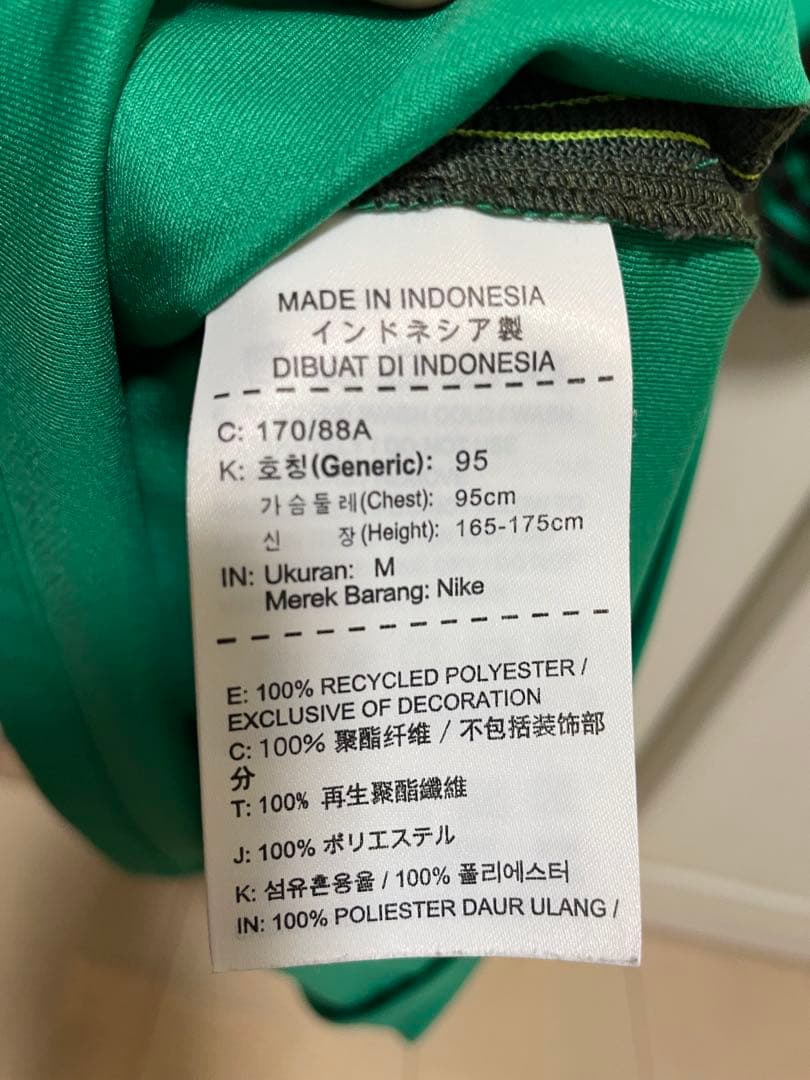 MADE IN INDONESIA
インドネシア製
DIBUAT DI INDONESIA
C: 170/88A
K: 호칭(Generic): 95
가슴둘레(Chest): 95cm
신 장(Height): 165-175cm
IN: Ukuran: M
Merek Barang: Nike
E: 100% RECYCLED POLYESTER /
EXCLUSIVE OF DECORATION
C: 100% 聚酯纤维 / 不包括装饰部
分
T: 100% 再生聚酯纖維
J: 100% ポリエステル
K: 섬유혼용율 / 100% 폴리에스터
IN: 100% POLIESTER DAUR ULANG /